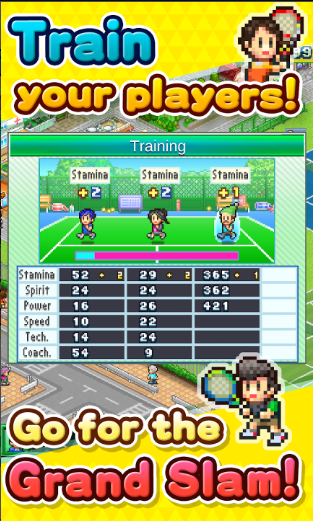 Train
your players!
Training
Stamina Stamina Stamina
+2 +2 +1
Stamina 52 + 2 29 + 2 365 + 1
Spirit 24 24 362
Power 16 26 421
Speed 10 22
Tech. 14 24
Coach. 54 9
Go for the
Grand Slam!